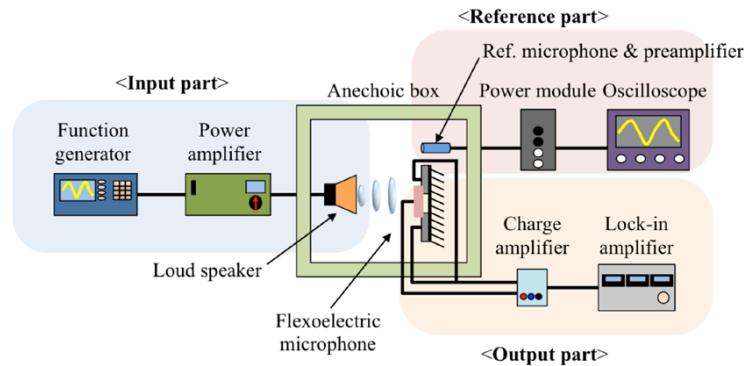 <Reference part>
Ref. microphone & preamplifier
<Input part>
Anechoic box
Power module
Oscilloscope
Function
generator
Power
amplifier
Loud speaker
Charge
amplifier
Lock-in
amplifier
Flexoelectric
microphone
<Output part>